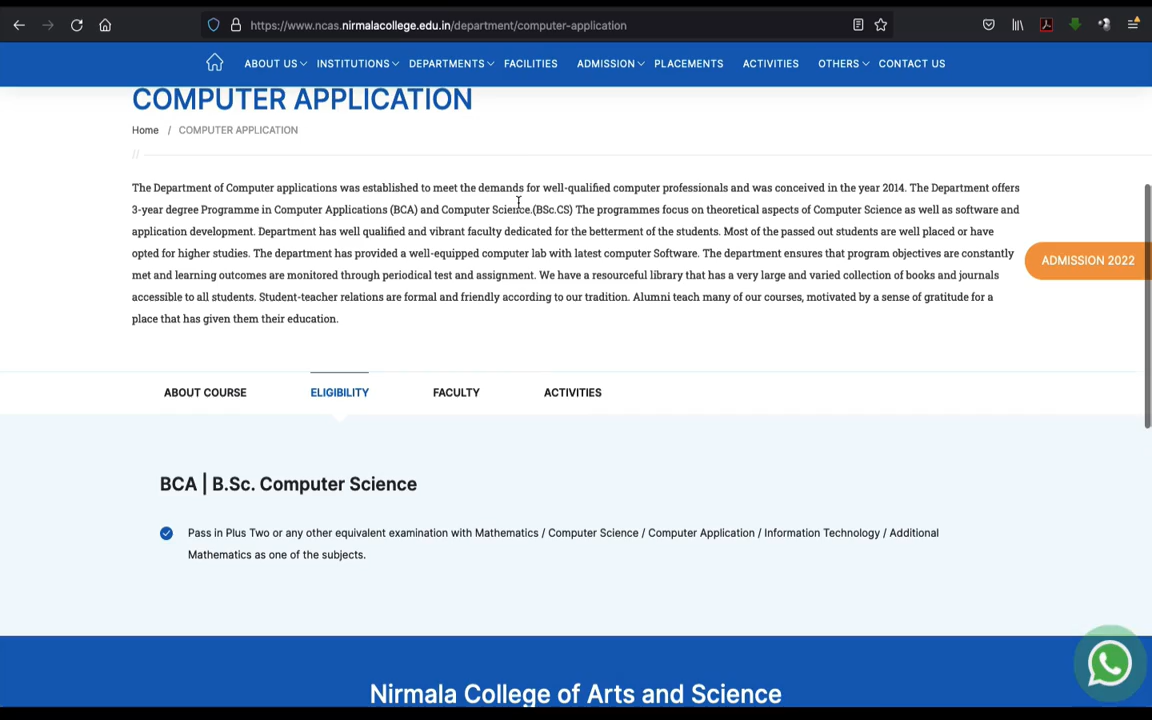 https://www.ncas.nirmalacollege.edu.in/department/computer-application
ABOUT US INSTITUTIONS DEPARTMENTS FACILITIES ADMISSION PLACEMENTS ACTIVITIES OTHERS CONTACT US
COMPUTER APPLICATION
Home / COMPUTER APPLICATION
//
The Department of Computer applications was established to meet the demands for well-qualified computer professionals and was conceived in the year 2014. The Department offers
3-year degree Programme in Computer Applications (BCA) and Computer Science.(BSc.CS) The programmes focus on theoretical aspects of Computer Science as well as software and
application development. Department has well qualified and vibrant faculty dedicated for the betterment of the students. Most of the passed out students are well placed or have
opted for higher studies. The department has provided a well-equipped computer lab with latest computer Software. The department ensures that program objectives are constantly
met and learning outcomes are monitored through periodical test and assignment. We have a resourceful library that has a very large and varied collection of books and journals
accessible to all students. Student-teacher relations are formal and friendly according to our tradition. Alumni teach many of our courses, motivated by a sense of gratitude for a
place that has given them their education.
ADMISSION 2022
ABOUT COURSE ELIGIBILITY FACULTY ACTIVITIES
BCA | B.Sc. Computer Science
Pass in Plus Two or any other equivalent examination with Mathematics / Computer Science / Computer Application / Information Technology / Additional
Mathematics as one of the subjects.
Nirmala College of Arts and Science